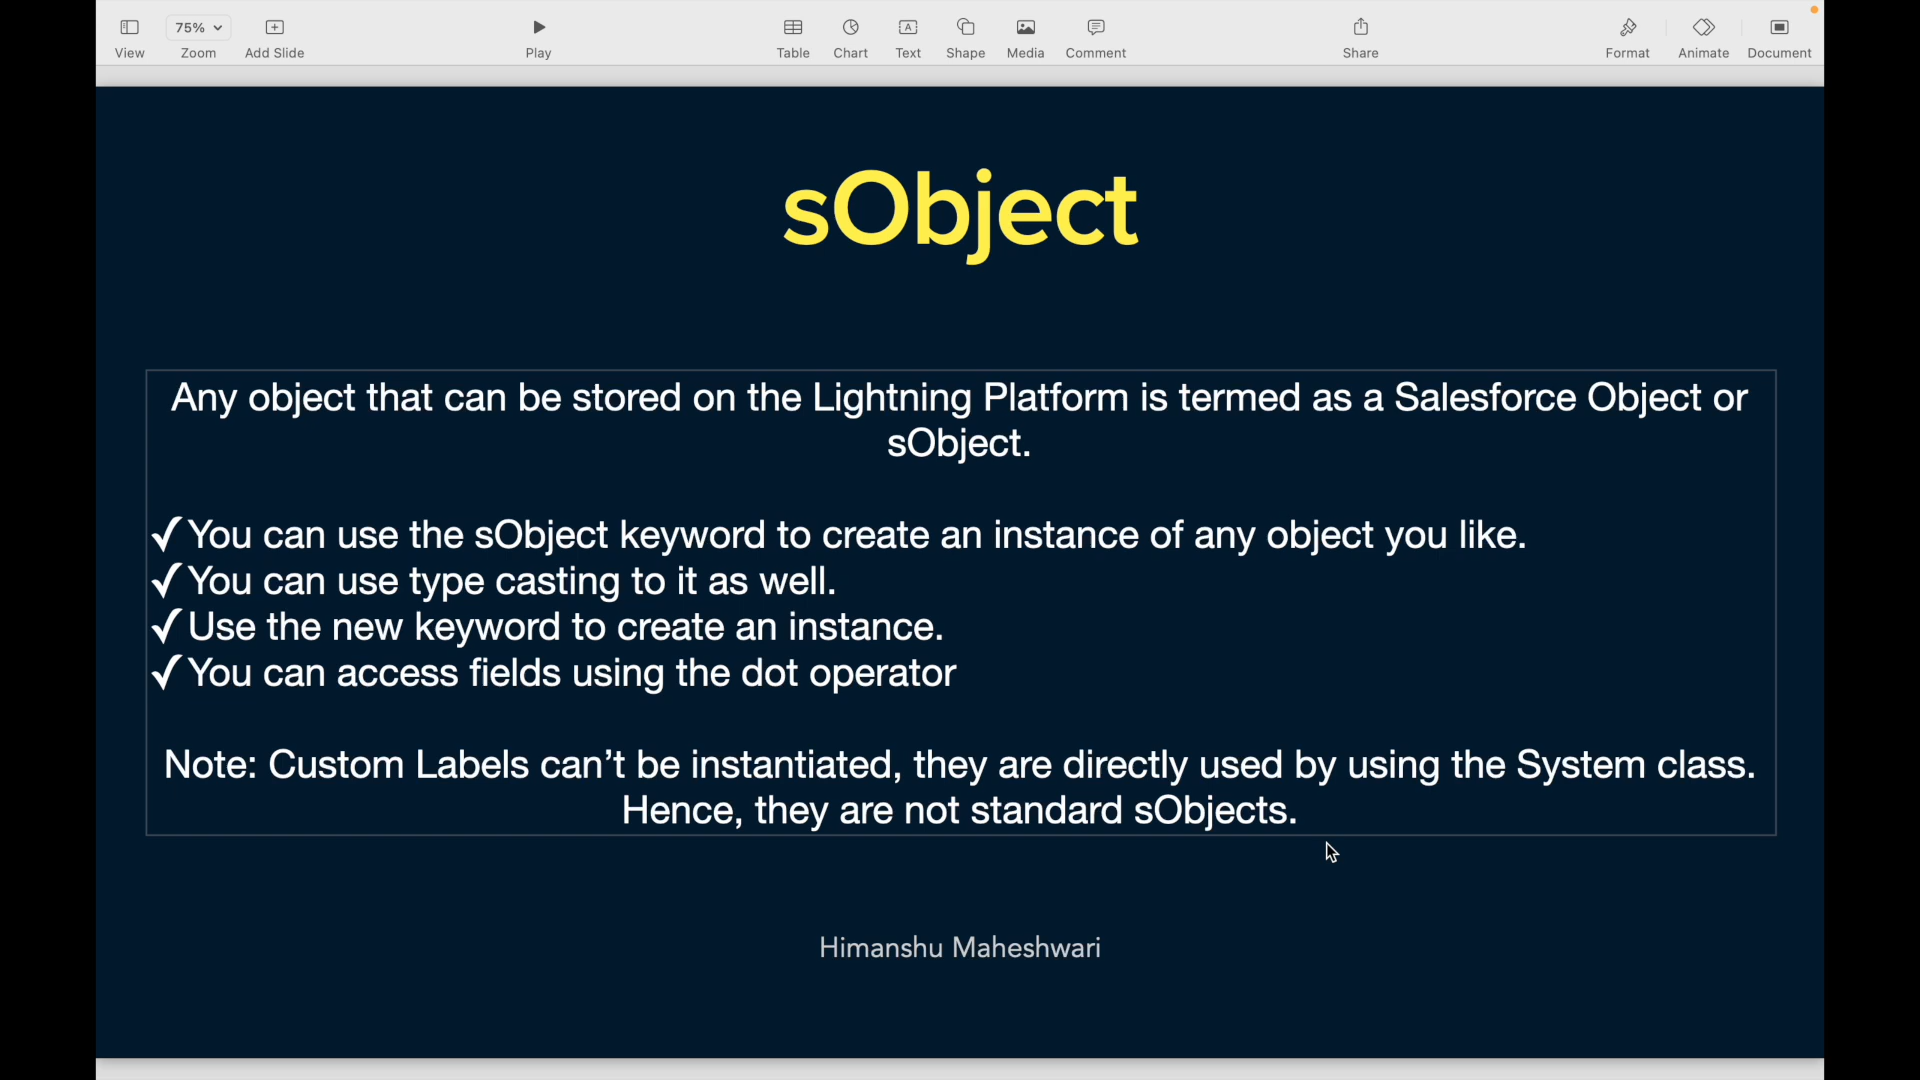 75%
View Zoom Add Slide Play Table Chart Text Shape Media Comment Share Format Animate Document
sObject
Any object that can be stored on the Lightning Platform is termed as a Salesforce Object or
sObject.
✓You can use the sObject keyword to create an instance of any object you like.
✓You can use type casting to it as well.
✓Use the new keyword to create an instance.
✓You can access fields using the dot operator
Note: Custom Labels can’t be instantiated, they are directly used by using the System class.
Hence, they are not standard sObjects.
Himanshu Maheshwari